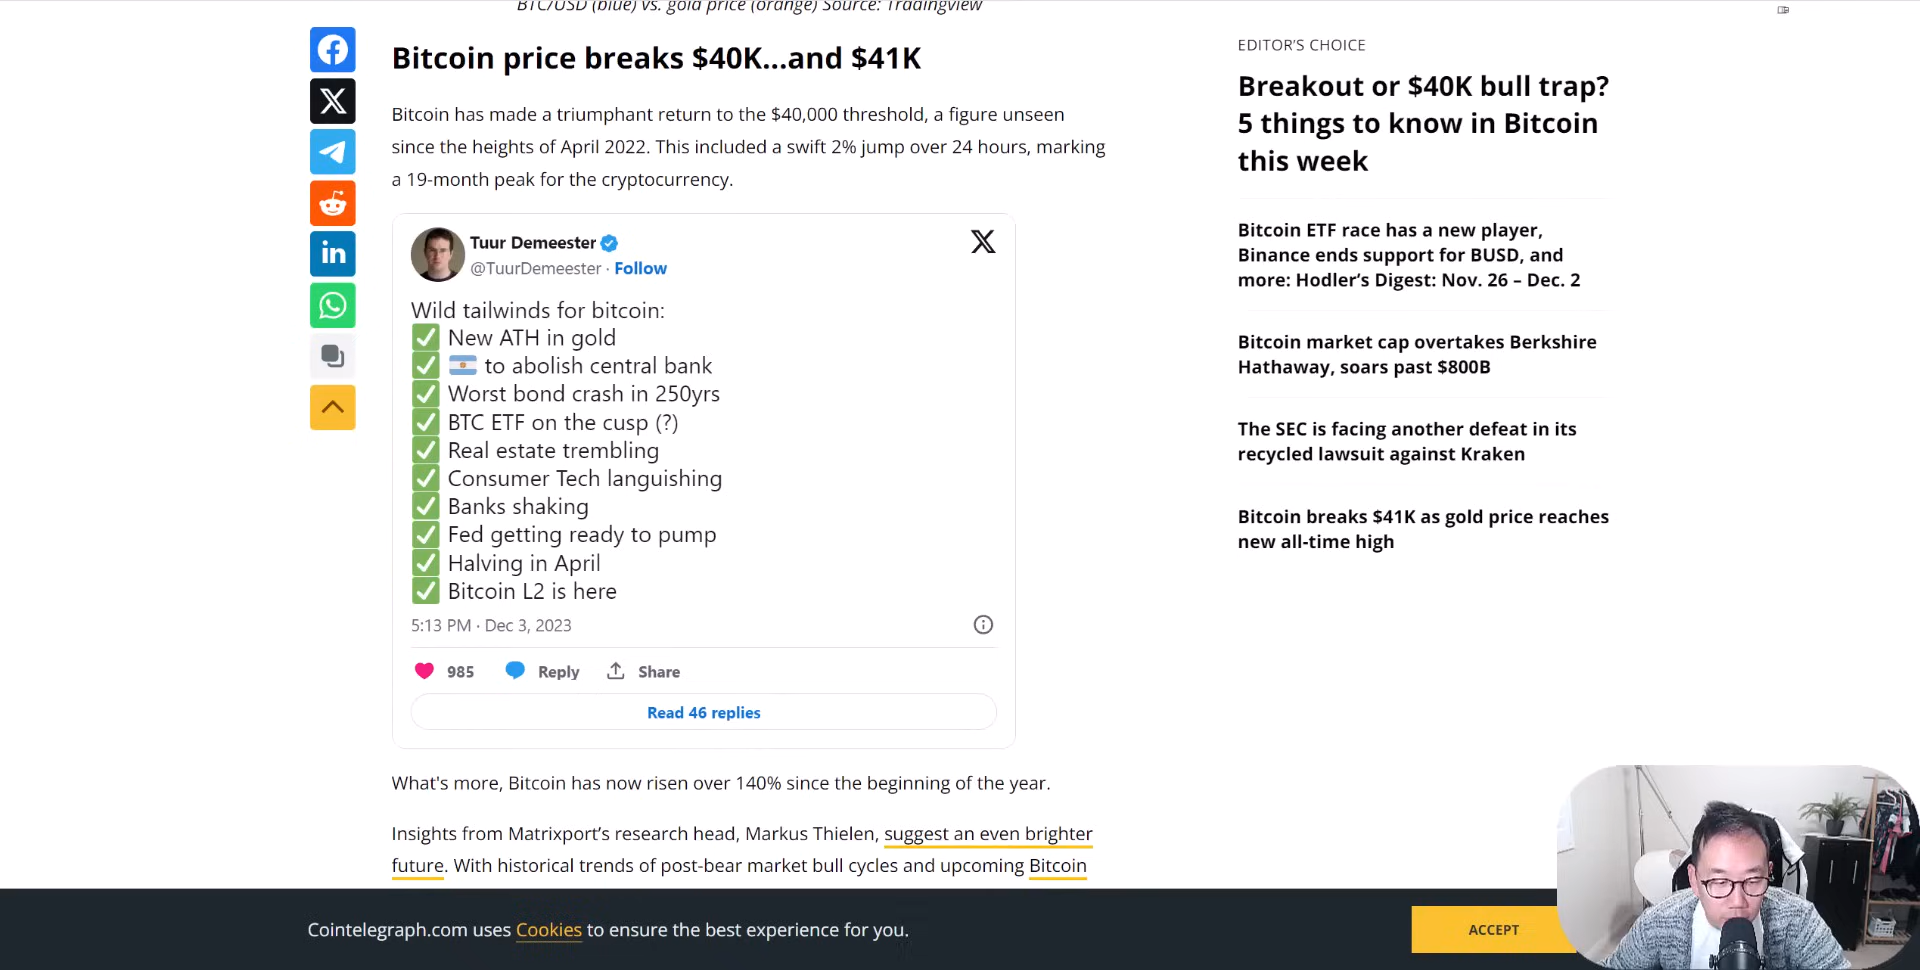 BTC/USD (blue) vs. gold price (orange) Source: TradingView
Bitcoin price breaks $40K...and $41K
Bitcoin has made a triumphant return to the $40,000 threshold, a figure unseen
since the heights of April 2022. This included a swift 2% jump over 24 hours, marking
a 19-month peak for the cryptocurrency.
Tuur Demeester
@TuurDemeester · Follow
Wild tailwinds for bitcoin:
✅ New ATH in gold
✅ 🇦🇷 to abolish central bank
✅ Worst bond crash in 250yrs
✅ BTC ETF on the cusp (?)
✅ Real estate trembling
✅ Consumer Tech languishing
✅ Banks shaking
✅ Fed getting ready to pump
✅ Halving in April
✅ Bitcoin L2 is here
5:13 PM · Dec 3, 2023
985 Reply Share
Read 46 replies
What's more, Bitcoin has now risen over 140% since the beginning of the year.
Insights from Matrixport’s research head, Markus Thielen, suggest an even brighter
future. With historical trends of post-bear market bull cycles and upcoming Bitcoin
EDITOR’S CHOICE
Breakout or $40K bull trap?
5 things to know in Bitcoin
this week
Bitcoin ETF race has a new player,
Binance ends support for BUSD, and
more: Hodler’s Digest: Nov. 26 – Dec. 2
Bitcoin market cap overtakes Berkshire
Hathaway, soars past $800B
The SEC is facing another defeat in its
recycled lawsuit against Kraken
Bitcoin breaks $41K as gold price reaches
new all-time high
Cointelegraph.com uses Cookies to ensure the best experience for you.
ACCEPT